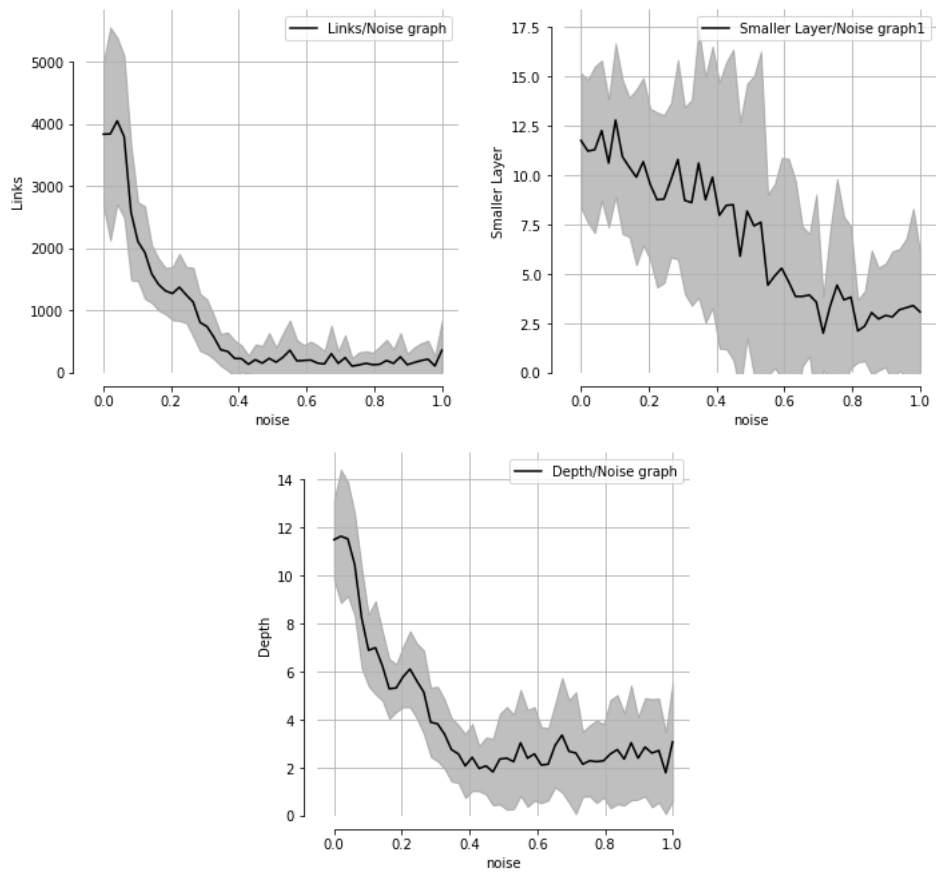 Links/Noise graph
Links
5000
4000
3000
2000
1000
0
0.0 0.2 0.4 0.6 0.8 1.0
noise
Smaller Layer/Noise graph1
Smaller Layer
17.5
15.0
12.5
10.0
7.5
5.0
2.5
0.0
0.0 0.2 0.4 0.6 0.8 1.0
noise
Depth/Noise graph
Depth
14
12
10
8
6
4
2
0
0.0 0.2 0.4 0.6 0.8 1.0
noise